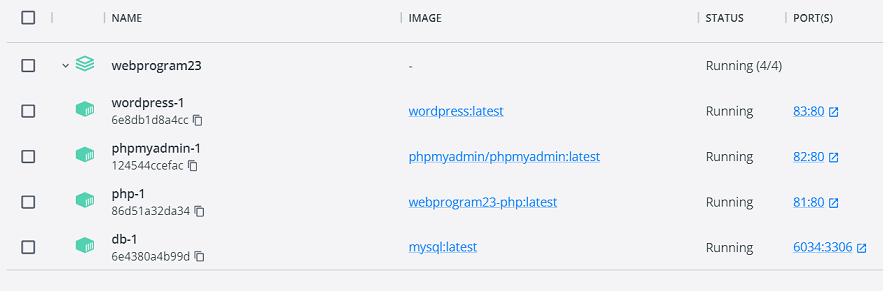 NAME IMAGE STATUS PORT(S)
webprogram23 - Running (4/4)
wordpress-1 wordpress:latest Running 83:80
6e8db1d8a4cc
phpmyadmin-1 phpmyadmin/phpmyadmin:latest Running 82:80
124544ccefac
php-1 webprogram23-php:latest Running 81:80
86d51a32da34
db-1 mysql:latest Running 6034:3306
6e4380a4b99d